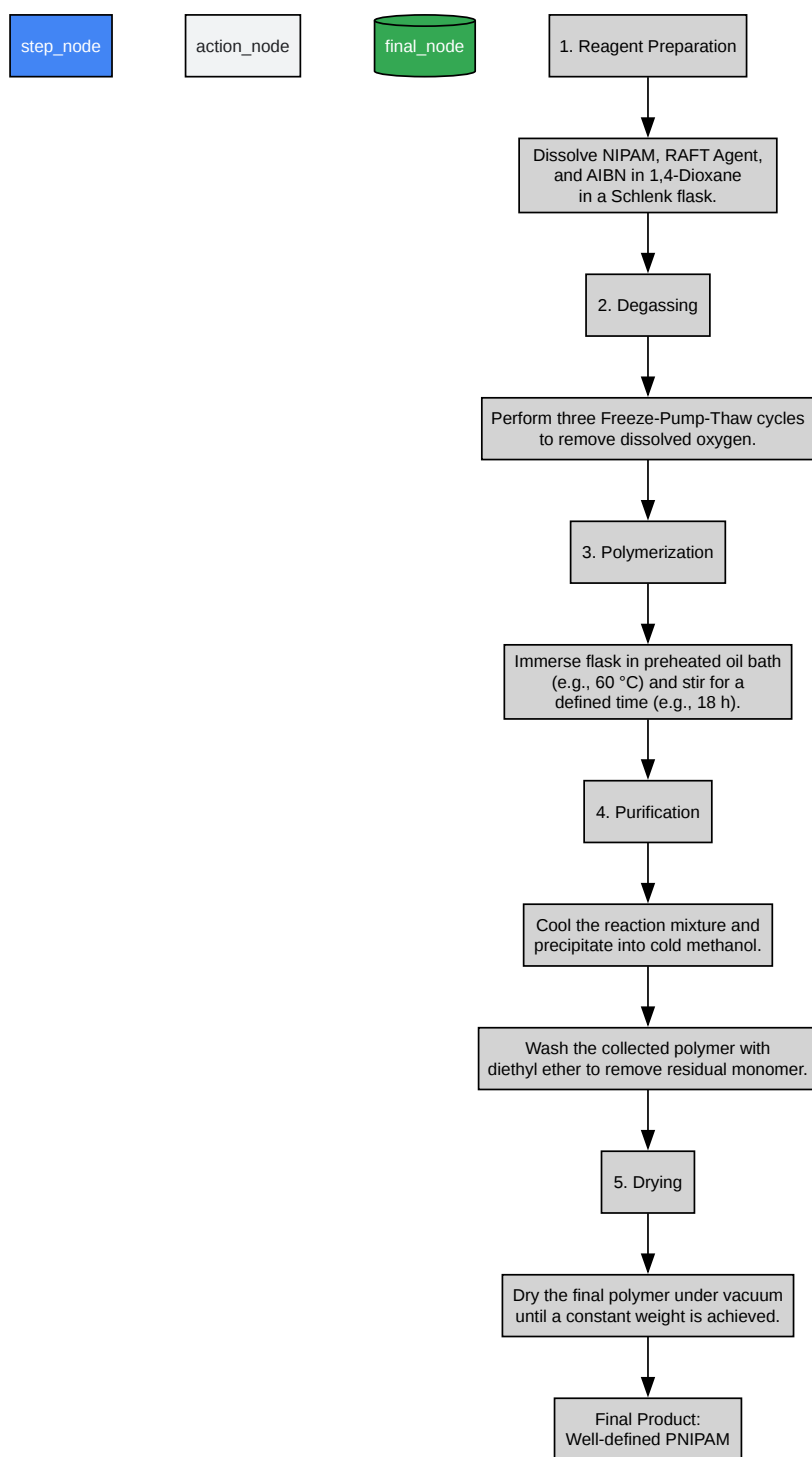 step_node
action_node
final_node
1. Reagent Preparation
Dissolve NIPAM, RAFT Agent,
and AIBN in 1,4-Dioxane
in a Schlenk flask.
2. Degassing
Perform three Freeze-Pump-Thaw cycles
to remove dissolved oxygen.
3. Polymerization
Immerse flask in preheated oil bath
(e.g., 60 °C) and stir for a
defined time (e.g., 18 h).
4. Purification
Cool the reaction mixture and
precipitate into cold methanol.
Wash the collected polymer with
diethyl ether to remove residual monomer.
5. Drying
Dry the final polymer under vacuum
until a constant weight is achieved.
Final Product:
Well-defined PNIPAM